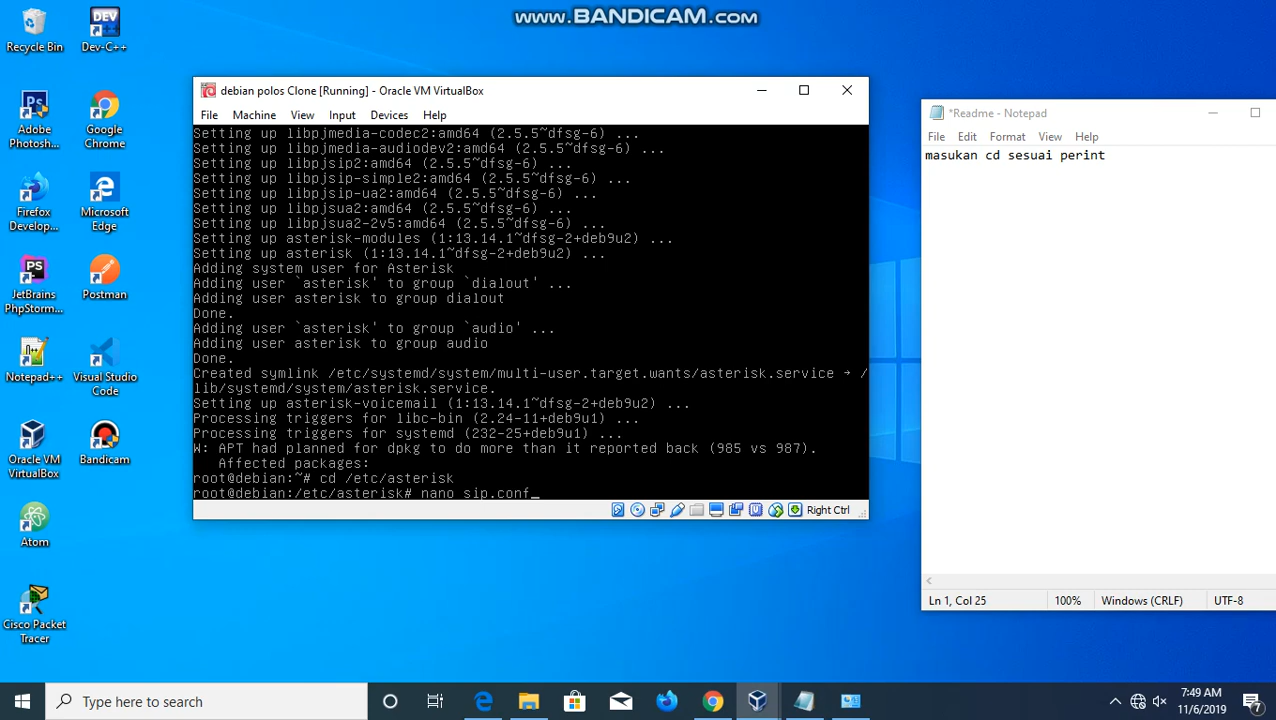 www.BANDICAM.com
Recycle Bin
Dev-C++
Adobe
Photosh...
Google
Chrome
Firefox
Develop...
Microsoft
Edge
JetBrains
PhpStorm...
Postman
Notepad++
Visual Studio
Code
Oracle VM
VirtualBox
Bandicam
Atom
Cisco Packet
Tracer
debian polos Clone [Running] - Oracle VM VirtualBox
File Machine View Input Devices Help
Setting up libpjmedia-codec2:amd64 (2.5.5~dfsg-6) ...
Setting up libpjmedia-audiodev2:amd64 (2.5.5~dfsg-6) ...
Setting up libpjsip2:amd64 (2.5.5~dfsg-6) ...
Setting up libpjsip-simple2:amd64 (2.5.5~dfsg-6) ...
Setting up libpjsip-ua2:amd64 (2.5.5~dfsg-6) ...
Setting up libpjsua2:amd64 (2.5.5~dfsg-6) ...
Setting up libpjsua2-2v5:amd64 (2.5.5~dfsg-6) ...
Setting up asterisk-modules (1:13.14.1~dfsg-2+deb9u2) ...
Setting up asterisk (1:13.14.1~dfsg-2+deb9u2) ...
Adding system user for Asterisk
Adding user `asterisk' to group `dialout' ...
Adding user asterisk to group dialout
Done.
Adding user `asterisk' to group `audio' ...
Adding user asterisk to group audio
Done.
Created symlink /etc/systemd/system/multi-user.target.wants/asterisk.service → /
lib/systemd/system/asterisk.service.
Setting up asterisk-voicemail (1:13.14.1~dfsg-2+deb9u2) ...
Processing triggers for libc-bin (2.24-11+deb9u1) ...
Processing triggers for systemd (232-25+deb9u1) ...
W: APT had planned for dpkg to do more than it reported back (985 vs 987).
Affected packages:
root@debian:~# cd /etc/asterisk
root@debian:/etc/asterisk# nano sip.conf_
Right Ctrl
*Readme - Notepad
File Edit Format View Help
masukan cd sesuai perint
Ln 1, Col 25 100% Windows (CRLF) UTF-8
Type here to search
7:49 AM
11/6/2019
7